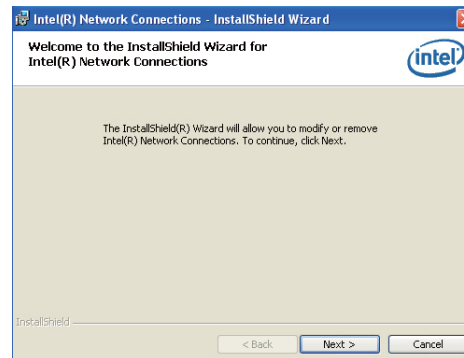 Intel(R) Network Connections - InstallShield Wizard
Welcome to the InstallShield Wizard for
Intel(R) Network Connections
intel
The InstallShield(R) Wizard will allow you to modify or remove
Intel(R) Network Connections. To continue, click Next.
InstallShield
< Back Next > Cancel